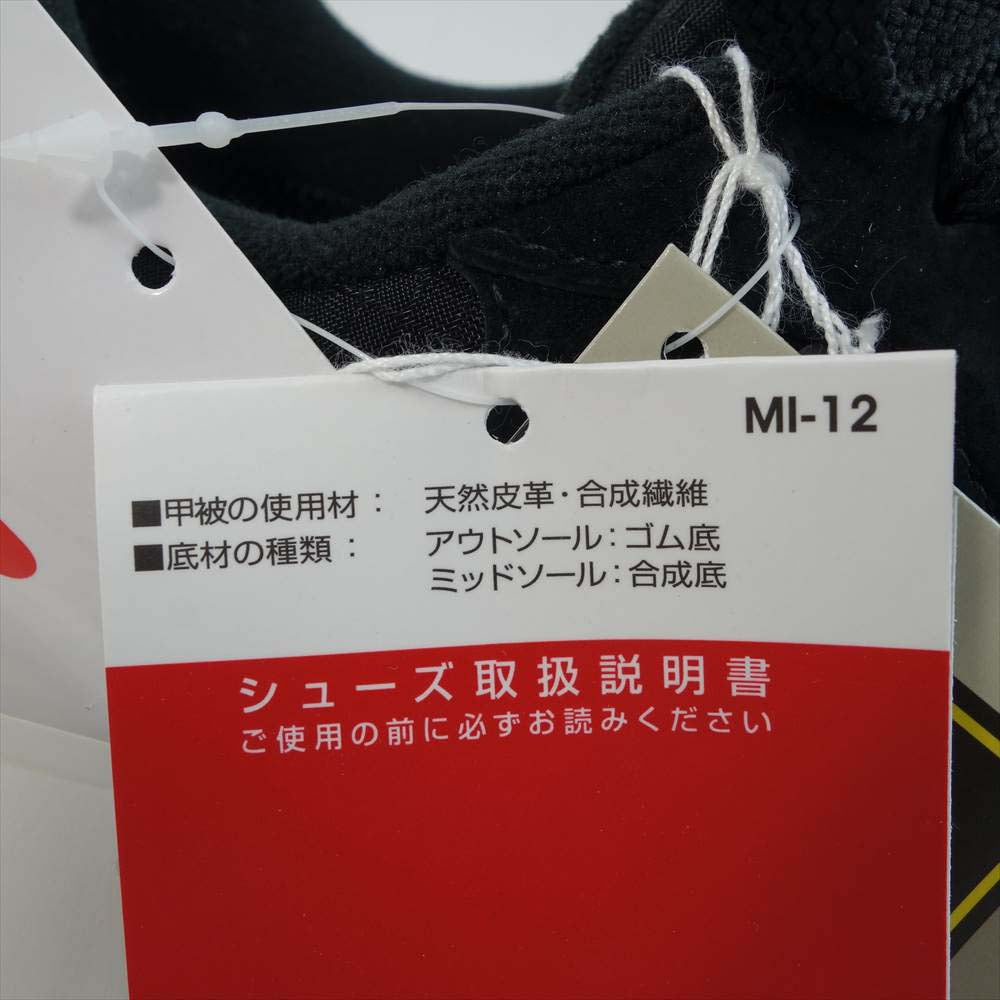 MI-12
■甲被の使用材： 天然皮革・合成繊維
■底材の種類： アウトソール：ゴム底
ミッドソール：合成底
シューズ取扱説明書
ご使用の前に必ずお読みください